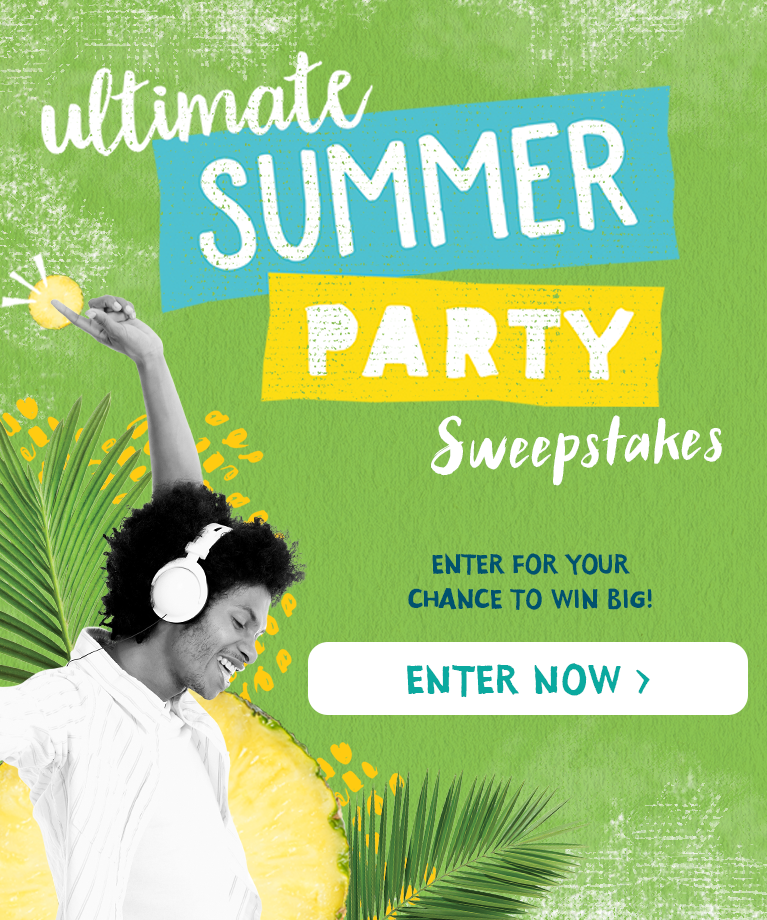 ultimate
SUMMER
PARTY
Sweepstakes
ENTER FOR YOUR
CHANCE TO WIN BIG!
ENTER NOW >